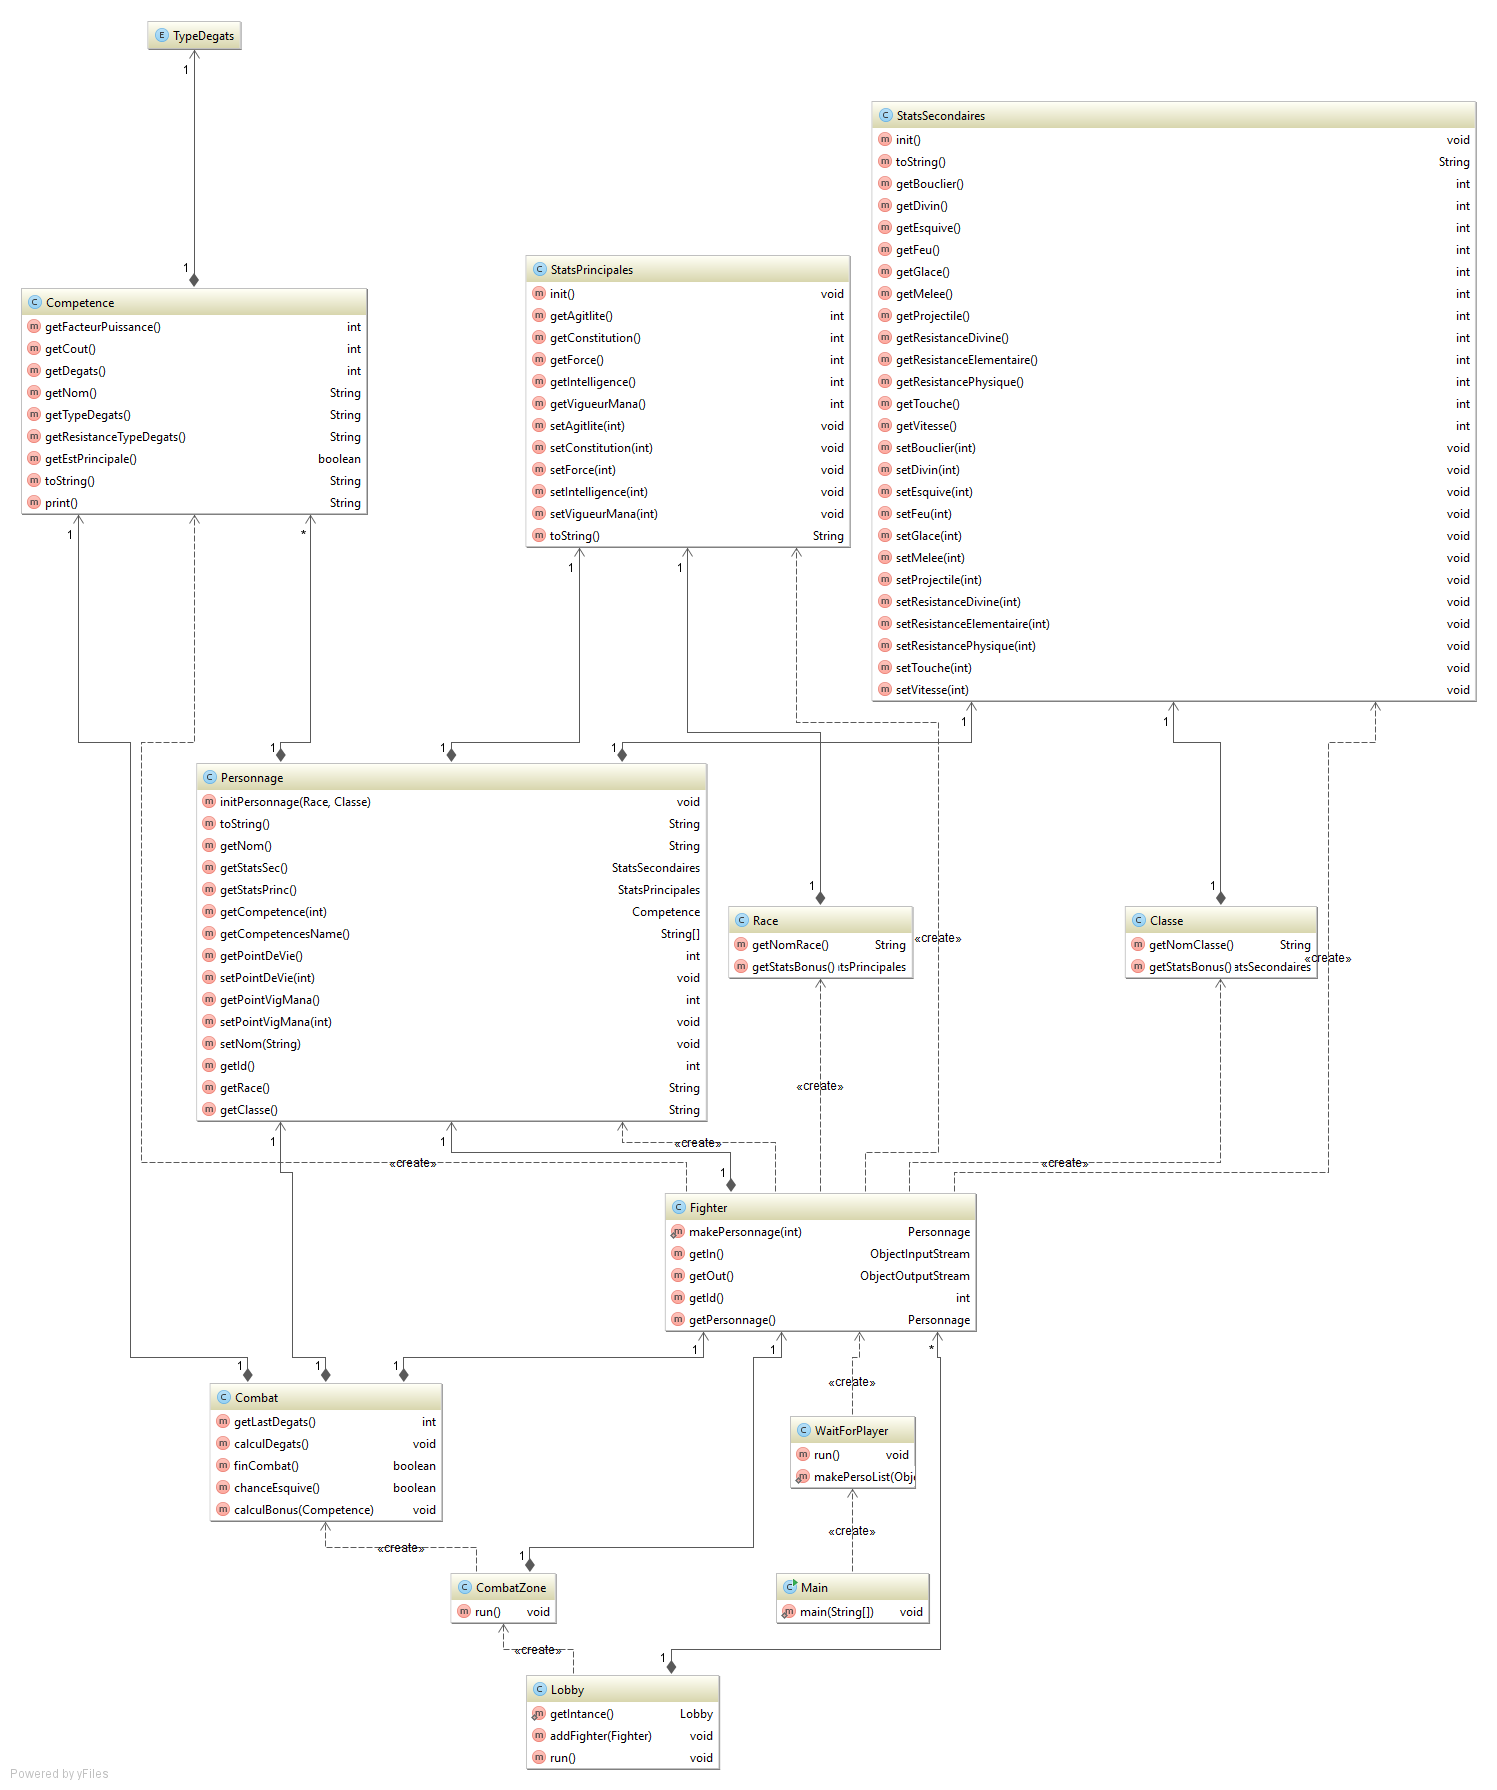 E TypeDegats
1
1
C StatsSecondaires
m init() void
m toString() String
m getBouclier() int
m getDivin() int
m getEsquive() int
m getFeu() int
m getGlace() int
m getMelee() int
m getProjectile() int
m getResistanceDivine() int
m getResistanceElementaire() int
m getResistancePhysique() int
m getTouche() int
m getVitesse() int
m setBouclier(int) void
m setDivin(int) void
m setEsquive(int) void
m setFeu(int) void
m setGlace(int) void
m setMelee(int) void
m setProjectile(int) void
m setResistanceDivine(int) void
m setResistanceElementaire(int) void
m setResistancePhysique(int) void
m setTouche(int) void
m setVitesse(int) void
C StatsPrincipales
m init() void
m getAgitlite() int
m getConstitution() int
m getForce() int
m getIntelligence() int
m getVigueurMana() int
m setAgitlite(int) void
m setConstitution(int) void
m setForce(int) void
m setIntelligence(int) void
m setVigueurMana(int) void
m toString() String
C Competence
m getFacteurPuissance() int
m getCout() int
m getDegats() int
m getNom() String
m getTypeDegats() String
m getResistanceTypeDegats() String
m getEstPrincipale() boolean
m toString() String
m print() String
1
*
1
1
1
1
1
1
1
C Personnage
m initPersonnage(Race, Classe) void
m toString() String
m getNom() String
m getStatsSec() StatsSecondaires
m getStatsPrinc() StatsPrincipales
m getCompetence(int) Competence
m getCompetencesName() String[]
m getPointDeVie() int
m setPointDeVie(int) void
m getPointVigMana() int
m setPointVigMana(int) void
m setNom(String) void
m getId() int
m getRace() String
m getClasse() String
1
C Race
m getNomRace() String
m getStatsBonus() ıtsPrincipales
«create»
1
C Classe
m getNomClasse() String
m getStatsBonus() atsSecondaires
«create»
«create»
1
1
«create»
«create»
«create»
1
C Fighter
m makePersonnage(int) Personnage
m getIn() ObjectInputStream
m getOut() ObjectOutputStream
m getId() int
m getPersonnage() Personnage
1
1
*
1
1
1
C Combat
m getLastDegats() int
m calculDegats() void
m finCombat() boolean
m chanceEsquive() boolean
m calculBonus(Competence) void
«create»
C WaitForPlayer
m run() void
m makePersoList(Obj
«create»
«create»
1
C CombatZone
m run() void
C Main
m main(String[]) void
«create»
1
C Lobby
m getIntance() Lobby
m addFighter(Fighter) void
m run() void
Powered by yFiles